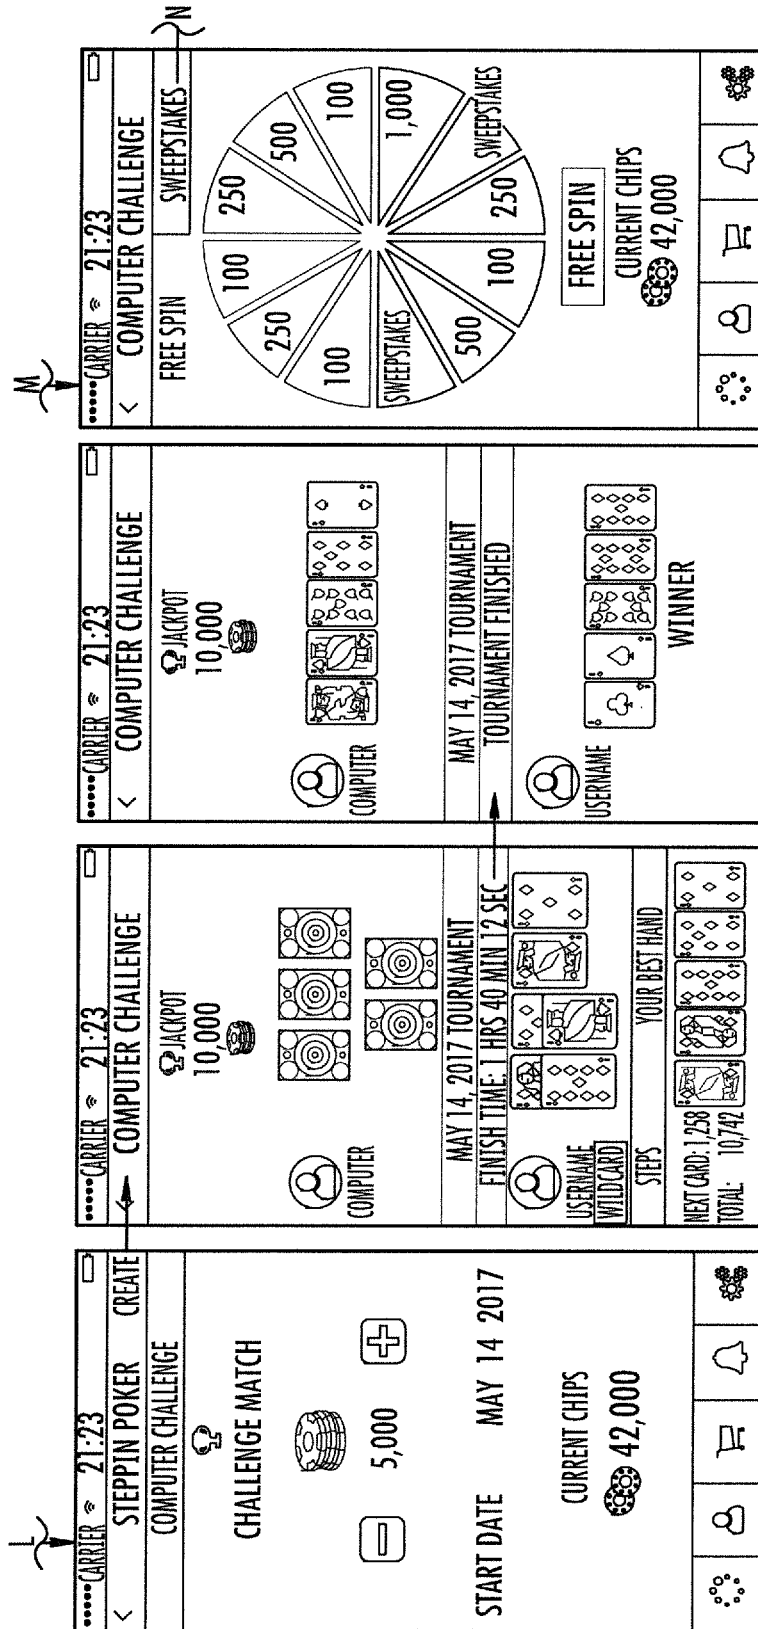 L
●●●●● CARRIER 21:23
< STEPPIN POKER CREATE
COMPUTER CHALLENGE
CHALLENGE MATCH
5,000
START DATE MAY 14 2017
CURRENT CHIPS
42,000
●●●●● CARRIER 21:23
< COMPUTER CHALLENGE
JACKPOT
10,000
COMPUTER
MAY 14, 2017 TOURNAMENT
FINISH TIME: 1 HRS 40 MIN 12 SEC
USERNAME
WILDCARD
STEPS YOUR BEST HAND
NEXT CARD: 1,258
TOTAL: 10,742
●●●●● CARRIER 21:23
< COMPUTER CHALLENGE
JACKPOT
10,000
COMPUTER
MAY 14, 2017 TOURNAMENT
TOURNAMENT FINISHED
USERNAME
WINNER
M
●●●●● CARRIER 21:23
< COMPUTER CHALLENGE
FREE SPIN SWEEPSTAKES
N
100
250
500
100
1,000
SWEEPSTAKES
250
100
500
SWEEPSTAKES
100
250
FREE SPIN
CURRENT CHIPS
42,000